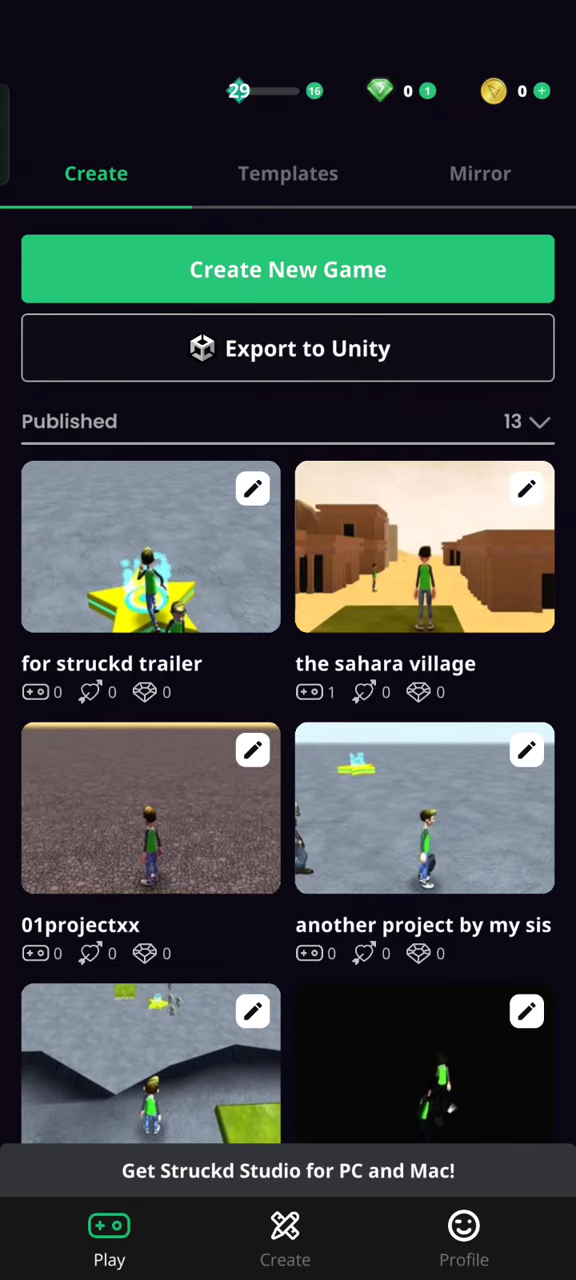 29 16 0 1 0 +
Create Templates Mirror
Create New Game
Export to Unity
Published 13
for struckd trailer
0 0 0
the sahara village
1 0 0
01projectxx
0 0 0
another project by my sis
0 0 0
Get Struckd Studio for PC and Mac!
Play Create Profile